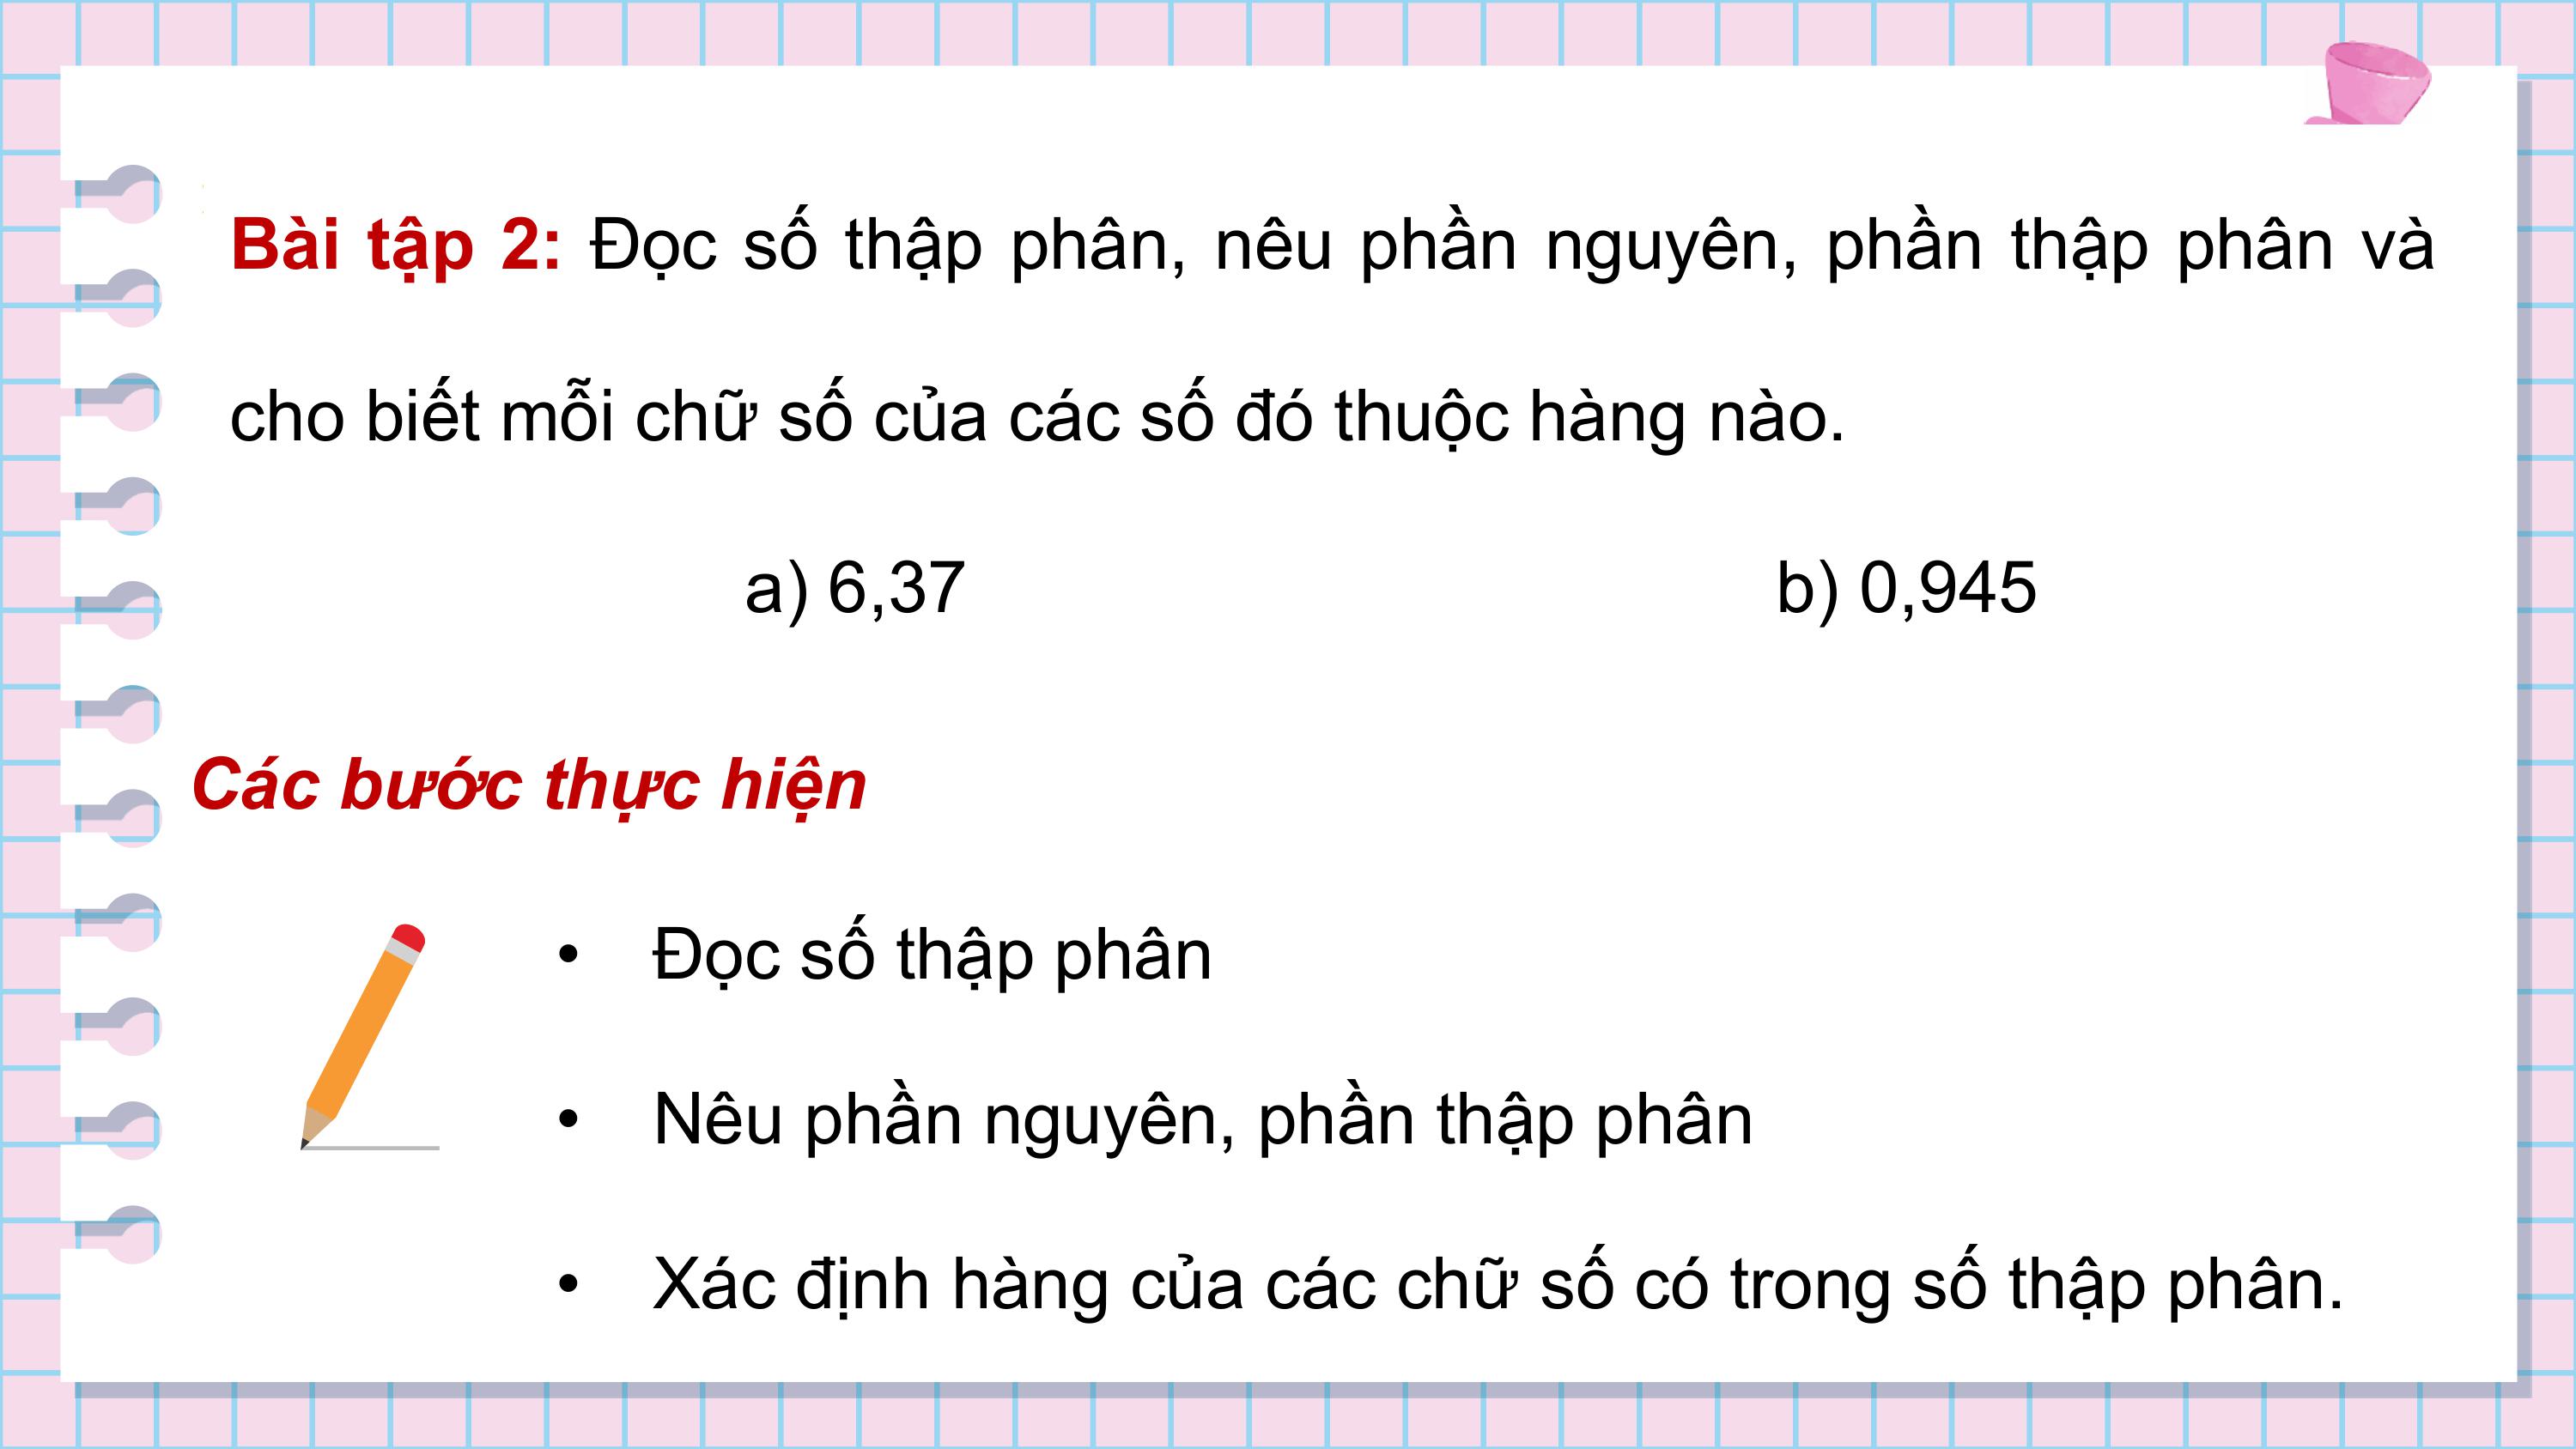 Bài tập 2: Đọc số thập phân, nêu phần nguyên, phần thập phân và
cho biết mỗi chữ số của các số đó thuộc hàng nào.
a) 6,37 b) 0,945
Các bước thực hiện
• Đọc số thập phân
• Nêu phần nguyên, phần thập phân
• Xác định hàng của các chữ số có trong số thập phân.